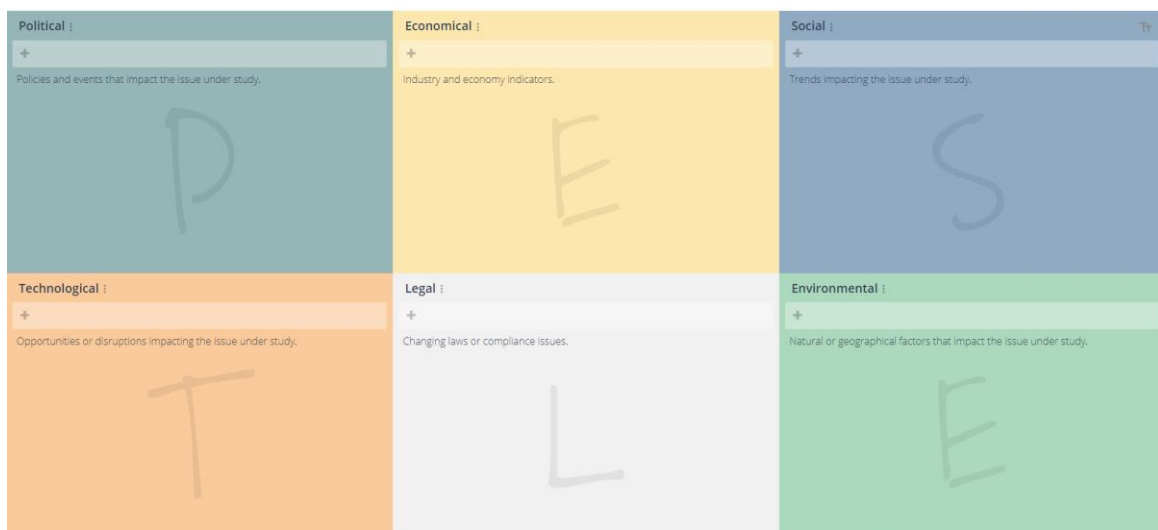 Political
Economical
Social
Tт
+
+
+
Policies and events that impact the issue under study.
Industry and economy indicators.
Trends impacting the issue under study.
P
E
S
Technological
Legal
Environmental
+
+
+
Opportunities or disruptions impacting the issue under study.
Changing laws or compliance issues.
Natural or geographical factors that impact the issue under study.
T
L
E